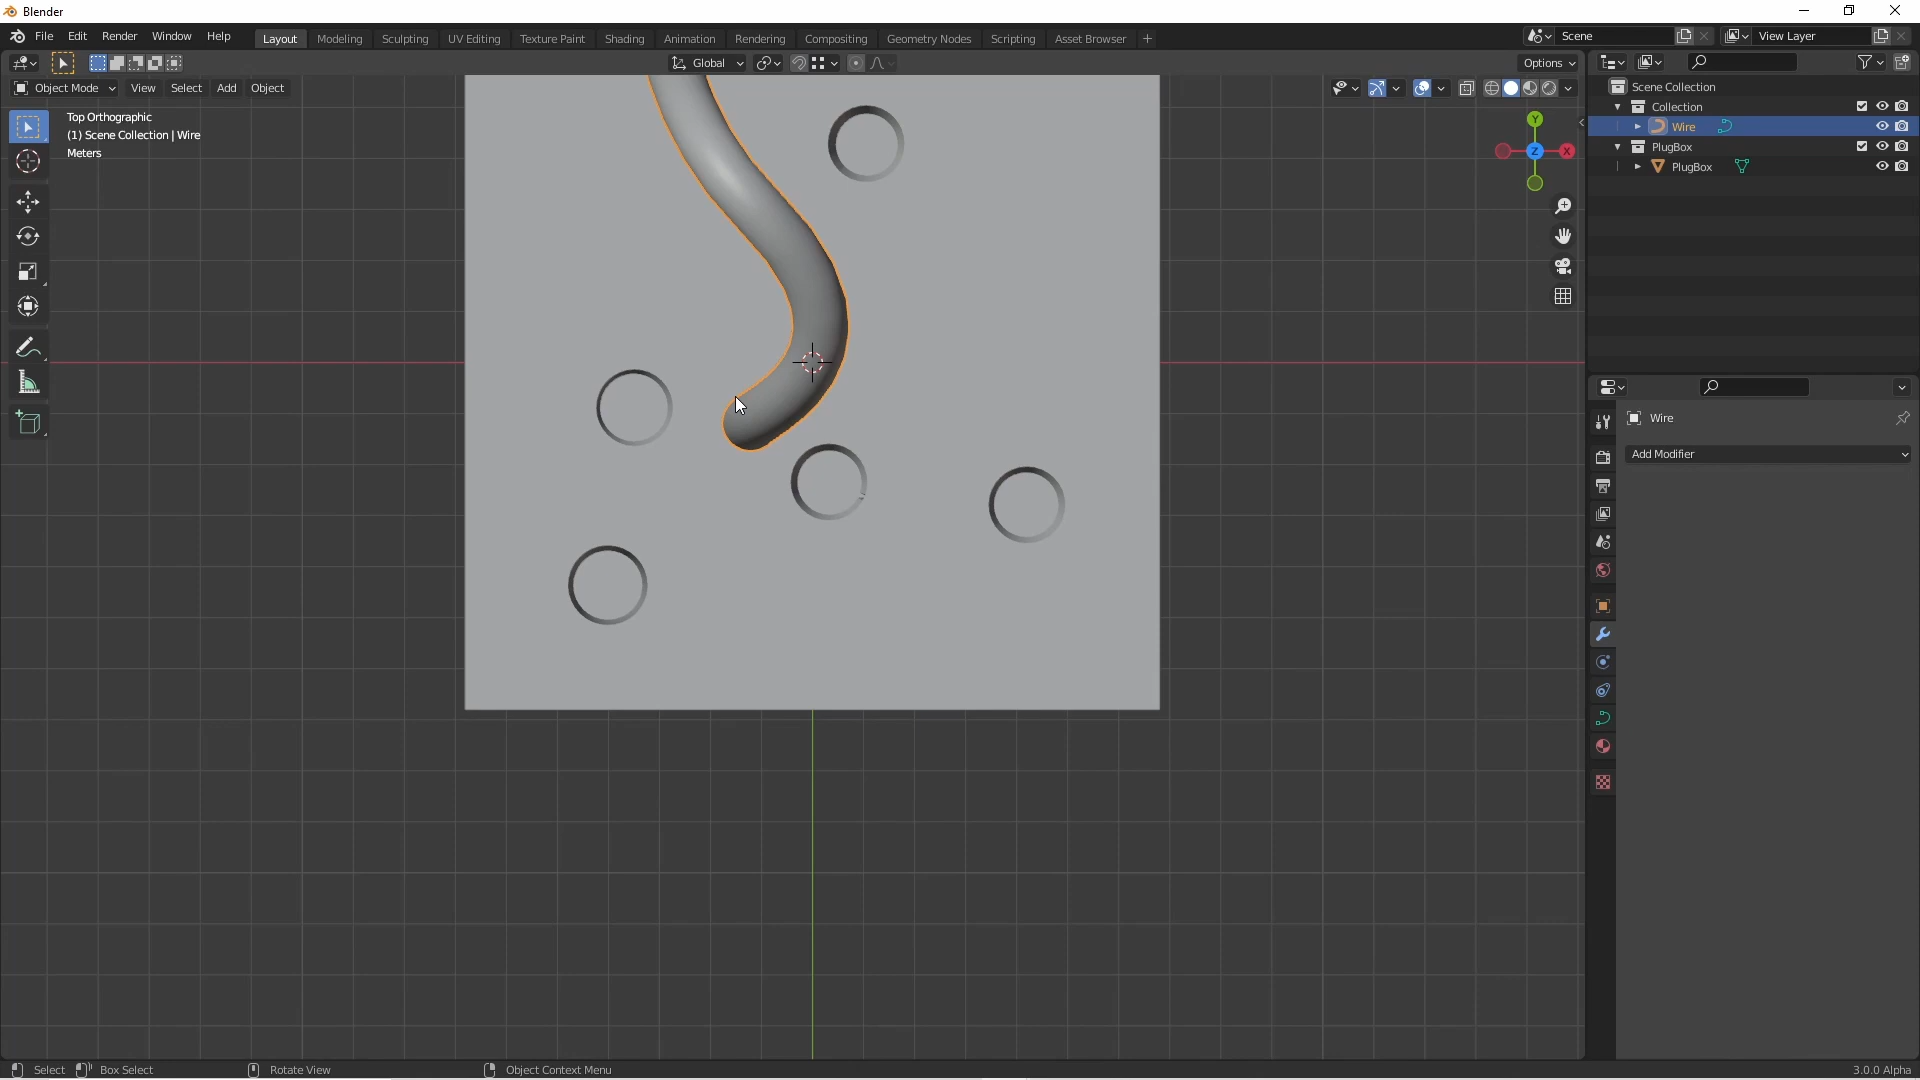 Blender
File Edit Render Window Help
Layout Modeling Sculpting UV Editing Texture Paint Shading Animation Rendering Compositing Geometry Nodes Scripting Asset Browser +
Scene
View Layer
Global
Options
Object Mode View Select Add Object
Top Orthographic
(1) Scene Collection | Wire
Meters
Y
Z
X
Scene Collection
Collection
Wire
PlugBox
PlugBox
Wire
Add Modifier
Select Box Select Rotate View Object Context Menu
3.0.0 Alpha